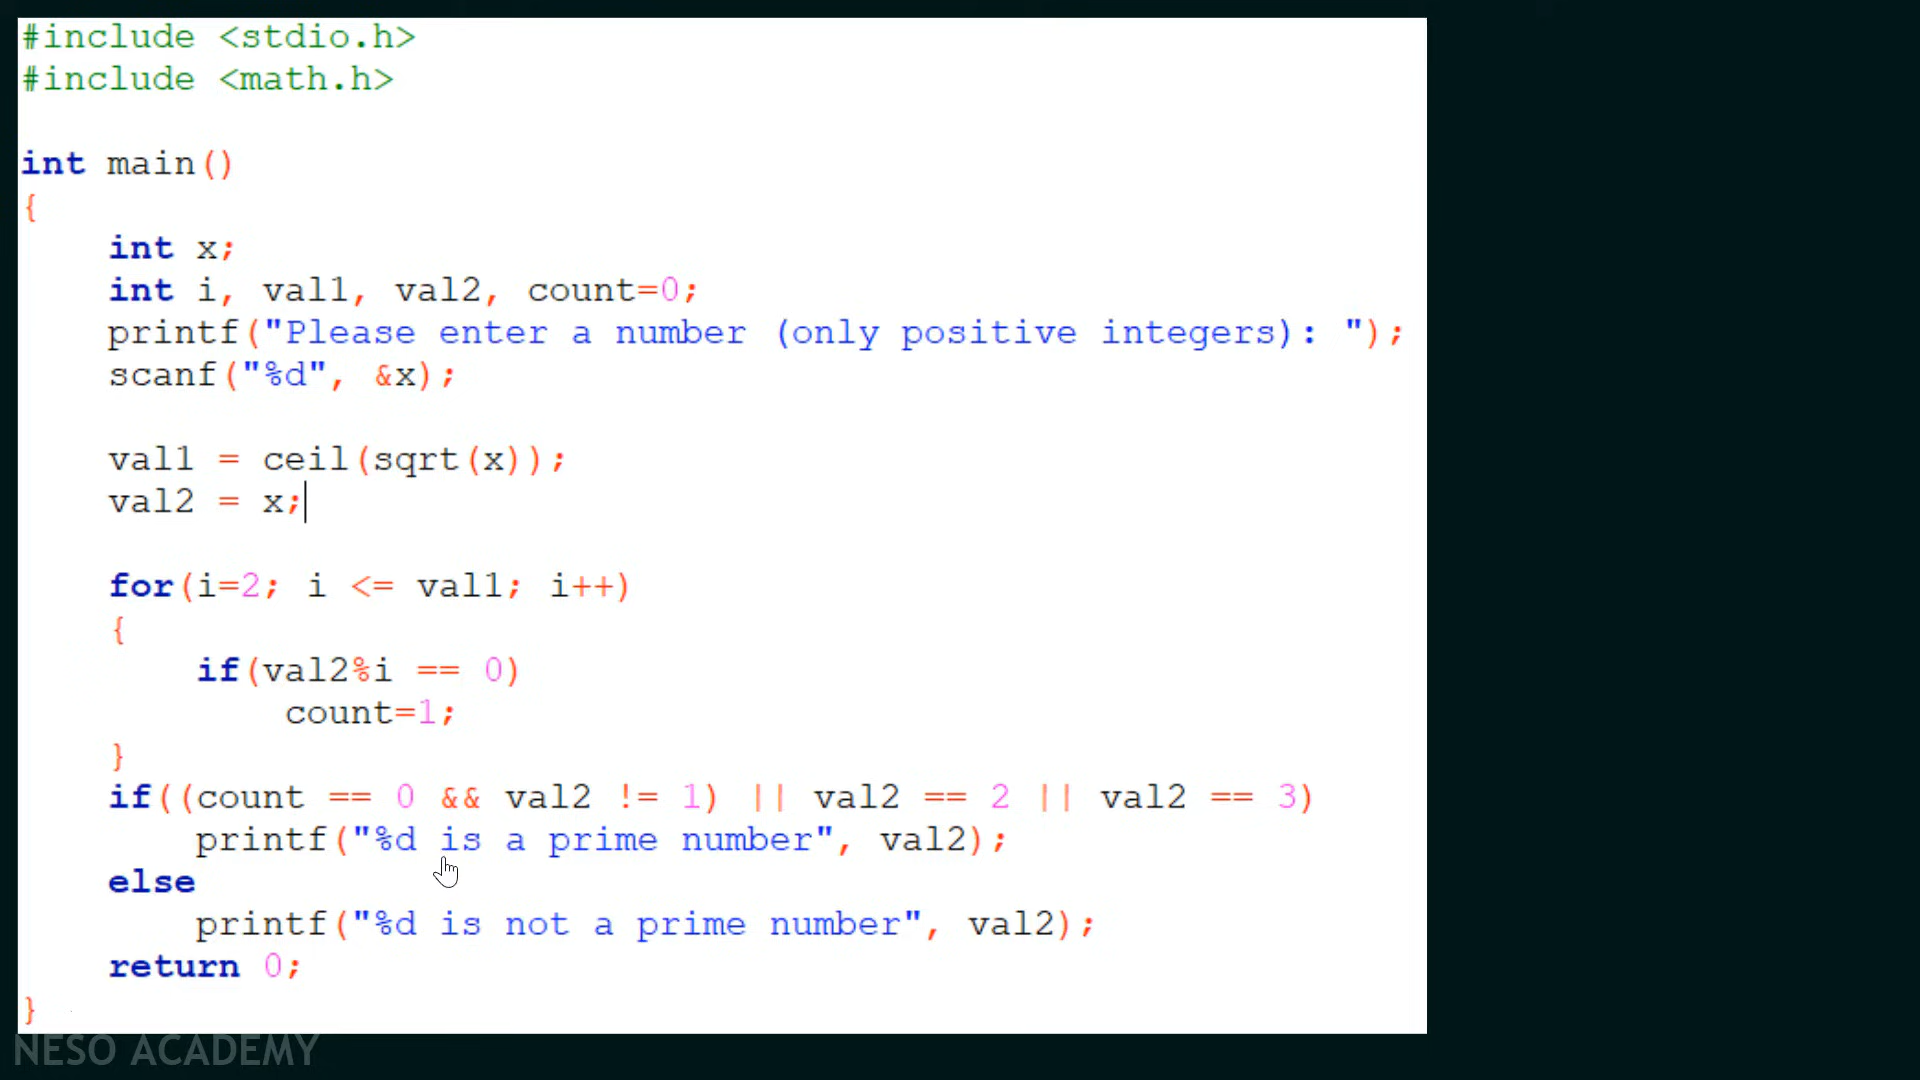 #include <stdio.h>
#include <math.h>
int main()
{
int x;
int i, val1, val2, count=0;
printf("Please enter a number (only positive integers): ");
scanf("%d", &x);
val1 = ceil(sqrt(x));
val2 = x;
for(i=2; i <= val1; i++)
{
if(val2%i == 0)
count=1;
}
if((count == 0 && val2 != 1) || val2 == 2 || val2 == 3)
printf("%d is a prime number", val2);
else
printf("%d is not a prime number", val2);
return 0;
}
NESO ACADEMY